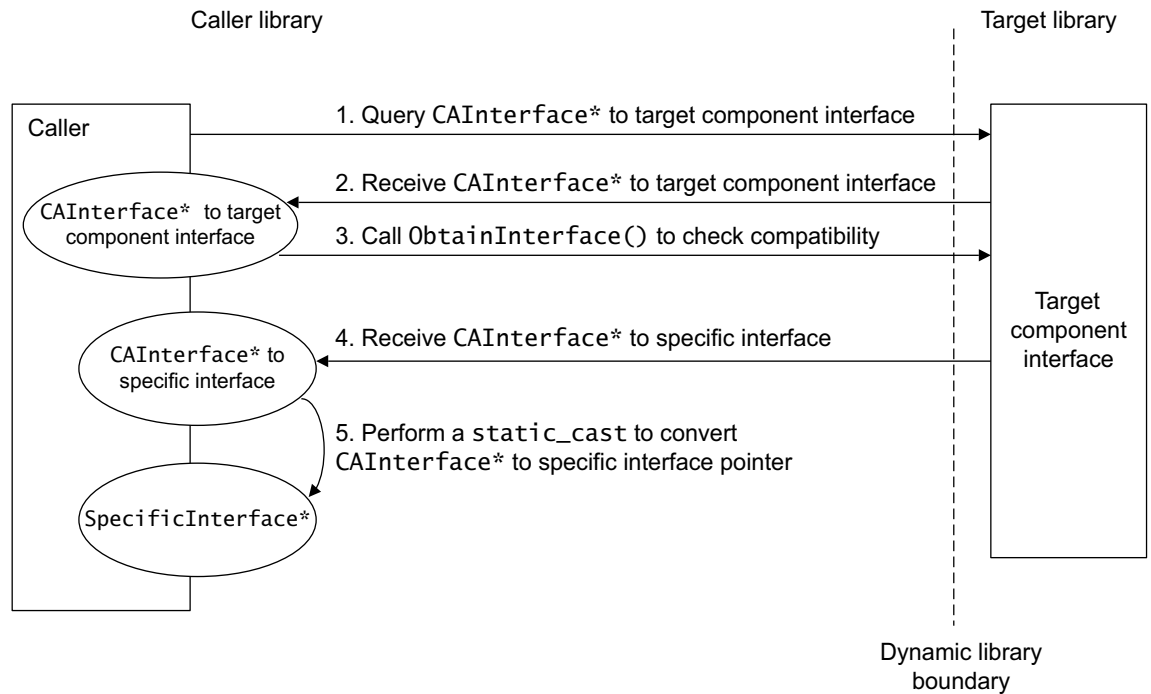 Caller library
Target library
Caller
1. Query CAInterface* to target component interface
2. Receive CAInterface* to target component interface
CAInterface* to target
component interface
3. Call ObtainInterface() to check compatibility
Target
component
interface
4. Receive CAInterface* to specific interface
CAInterface* to
specific interface
5. Perform a static_cast to convert
CAInterface* to specific interface pointer
SpecificInterface*
Dynamic library
boundary